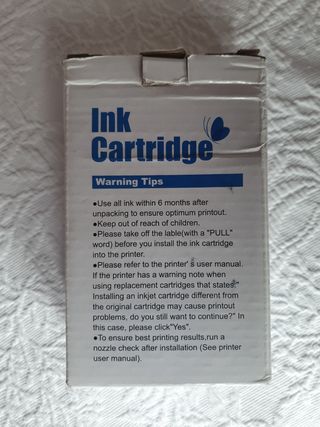 Ink
Cartridge
Warning Tips
●Use all ink within 6 months after
unpacking to ensure optimum printout.
●Keep out of reach of children.
●Please take off the lable(with a "PULL"
word) before you install the ink cartridge
into the printer.
●Please refer to the printer' s user manual.
If the printer has a warning note when
using replacement cartridges that states:"
Installing an inkjet cartridge different from
the original cartridge may cause printout
problems, do you still want to continue?" In
this case, please click"Yes".
●To ensure best printing results,run a
nozzle check after installation (See printer
user manual).